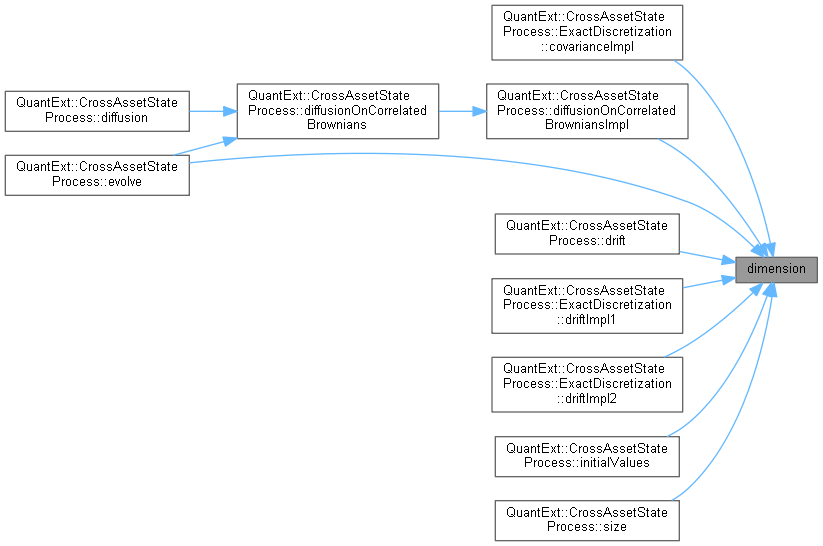 QuantExt::CrossAssetState
Process::ExactDiscretization
::covarianceImpl
QuantExt::CrossAssetState
Process::diffusion
QuantExt::CrossAssetState
Process::diffusionOnCorrelated
Brownians
QuantExt::CrossAssetState
Process::diffusionOnCorrelated
BrowniansImpl
QuantExt::CrossAssetState
Process::evolve
QuantExt::CrossAssetState
Process::drift
dimension
QuantExt::CrossAssetState
Process::ExactDiscretization
::driftImpl1
QuantExt::CrossAssetState
Process::ExactDiscretization
::driftImpl2
QuantExt::CrossAssetState
Process::initialValues
QuantExt::CrossAssetState
Process::size